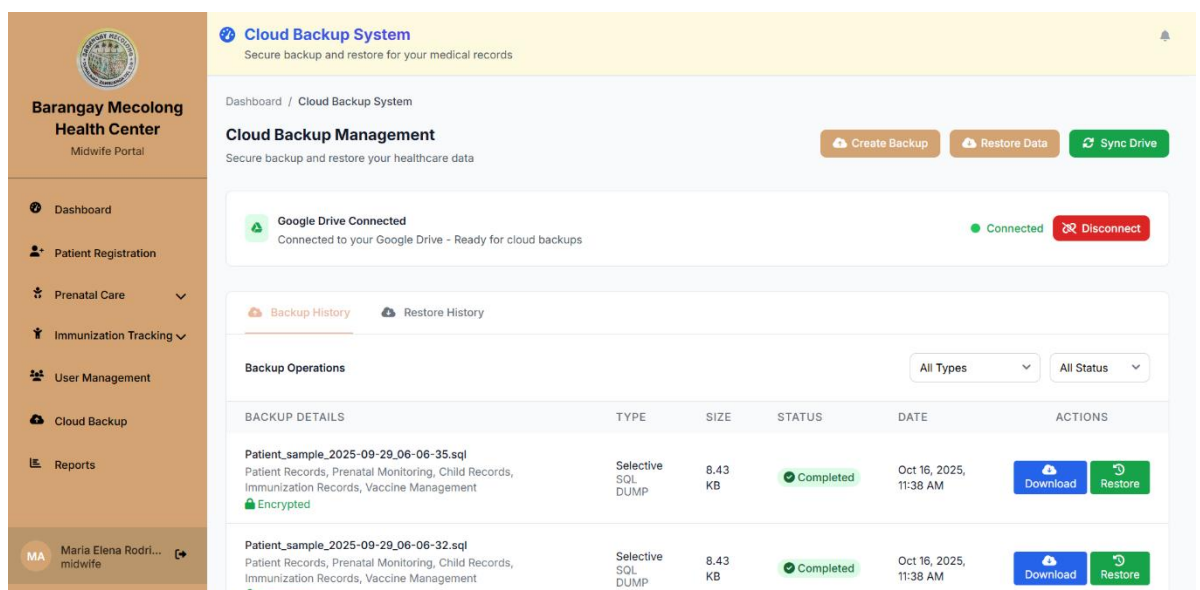 Cloud Backup System
Secure backup and restore for your medical records
Barangay Mecolong
Health Center
Midwife Portal
Dashboard
Patient Registration
Prenatal Care
Immunization Tracking
User Management
Cloud Backup
Reports
MA
Maria Elena Rodri...
midwife
Dashboard / Cloud Backup System
Cloud Backup Management
Secure backup and restore your healthcare data
Create Backup
Restore Data
Sync Drive
Google Drive Connected
Connected to your Google Drive - Ready for cloud backups
Connected
Disconnect
Backup History
Restore History
Backup Operations
All Types
All Status
BACKUP DETAILS TYPE SIZE STATUS DATE ACTIONS
Patient_sample_2025-09-29_06-06-35.sql
Patient Records, Prenatal Monitoring, Child Records,
Immunization Records, Vaccine Management
Encrypted
Selective
SQL
DUMP
8.43
KB
Completed
Oct 16, 2025,
11:38 AM
Download
Restore
Patient_sample_2025-09-29_06-06-32.sql
Patient Records, Prenatal Monitoring, Child Records,
Immunization Records, Vaccine Management
Selective
SQL
DUMP
8.43
KB
Completed
Oct 16, 2025,
11:38 AM
Download
Restore